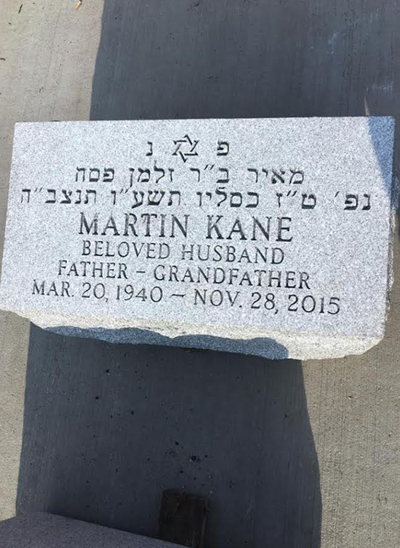 פ ✡ נ
מאיר ב״ר זלמן פסח
נפ׳ ט״ז כסליו תשע״ו תנצב״ה
MARTIN KANE
BELOVED HUSBAND
FATHER - GRANDFATHER
MAR. 20, 1940 - NOV. 28, 2015